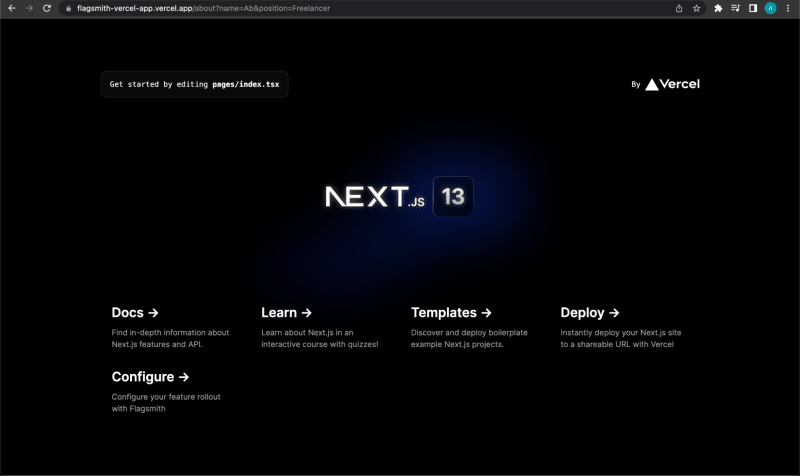 flagsmith-vercel-app.vercel.app/about?name=Ab&position=Freelancer
A
Get started by editing pages/index.tsx
By Vercel
NEXT.JS 13
Docs →
Find in-depth information about
Next.js features and API.
Learn →
Learn about Next.js in an
interactive course with quizzes!
Templates →
Discover and deploy boilerplate
example Next.js projects.
Deploy →
Instantly deploy your Next.js site
to a shareable URL with Vercel
Configure →
Configure your feature rollout
with Flagsmith